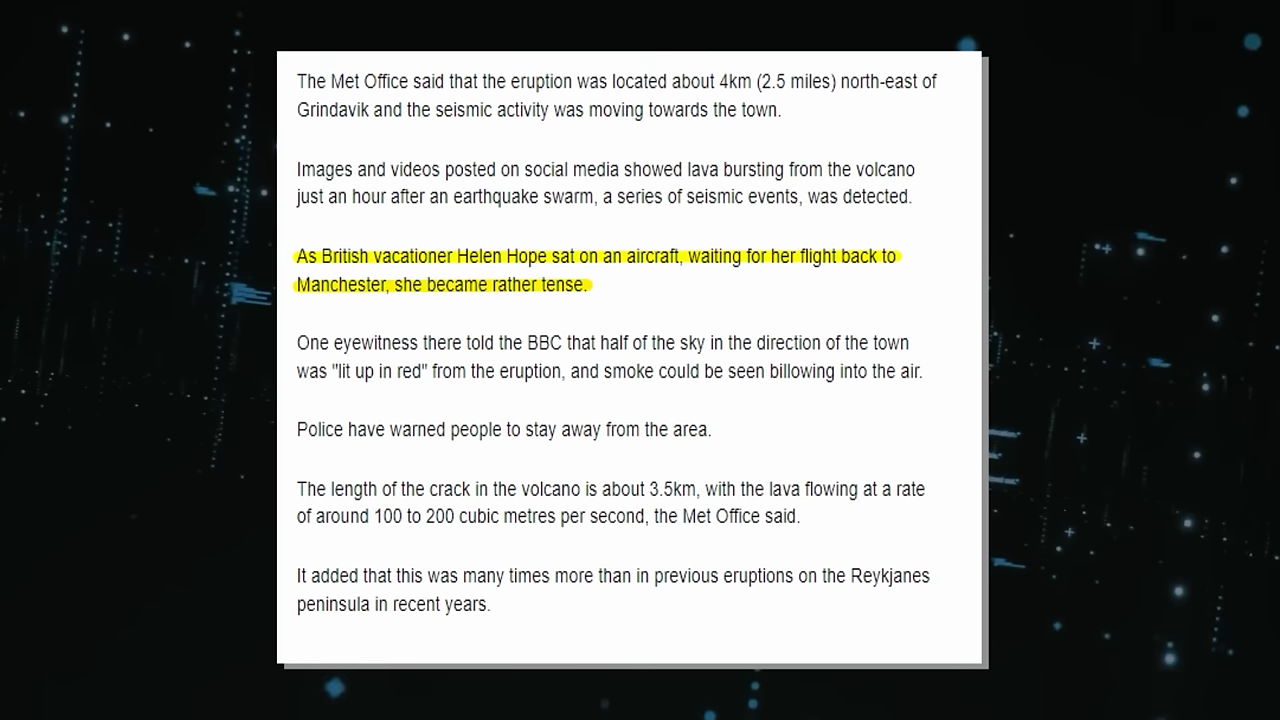 The Met Office said that the eruption was located about 4km (2.5 miles) north-east of
Grindavik and the seismic activity was moving towards the town.
Images and videos posted on social media showed lava bursting from the volcano
just an hour after an earthquake swarm, a series of seismic events, was detected.
As British vacationer Helen Hope sat on an aircraft, waiting for her flight back to
Manchester, she became rather tense.
One eyewitness there told the BBC that half of the sky in the direction of the town
was "lit up in red" from the eruption, and smoke could be seen billowing into the air.
Police have warned people to stay away from the area.
The length of the crack in the volcano is about 3.5km, with the lava flowing at a rate
of around 100 to 200 cubic metres per second, the Met Office said.
It added that this was many times more than in previous eruptions on the Reykjanes
peninsula in recent years.